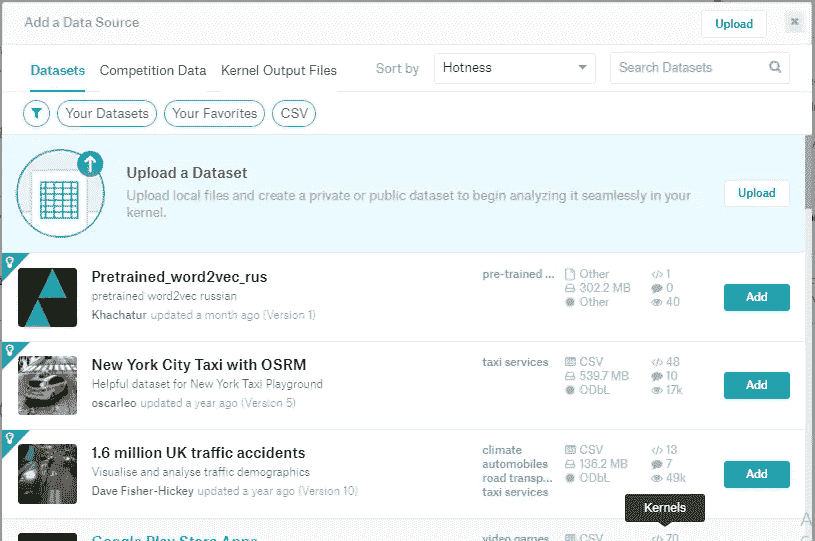 Add a Data Source
Upload
Datasets Competition Data Kernel Output Files Sort by Hotness Search Datasets
Your Datasets Your Favorites CSV
Upload a Dataset
Upload local files and create a private or public dataset to begin analyzing it seamlessly in your
kernel.
Upload
Pretrained_word2vec_rus
pretrained word2vec russian
Khachatur updated a month ago (Version 1)
pre-trained ...
Other
302.2 MB
Other
1
0
40
Add
New York City Taxi with OSRM
Helpful dataset for New York Taxi Playground
oscarleo updated a year ago (Version 5)
taxi services
CSV
539.7 MB
ODbL
48
10
17k
Add
1.6 million UK traffic accidents
Visualise and analyse traffic demographics
Dave Fisher-Hickey updated a year ago (Version 10)
climate
automobiles
road transp...
taxi services
CSV
136.2 MB
ODbL
13
7
49k
Add
Kernels
Google Play Store Apps
video games
CSV
70